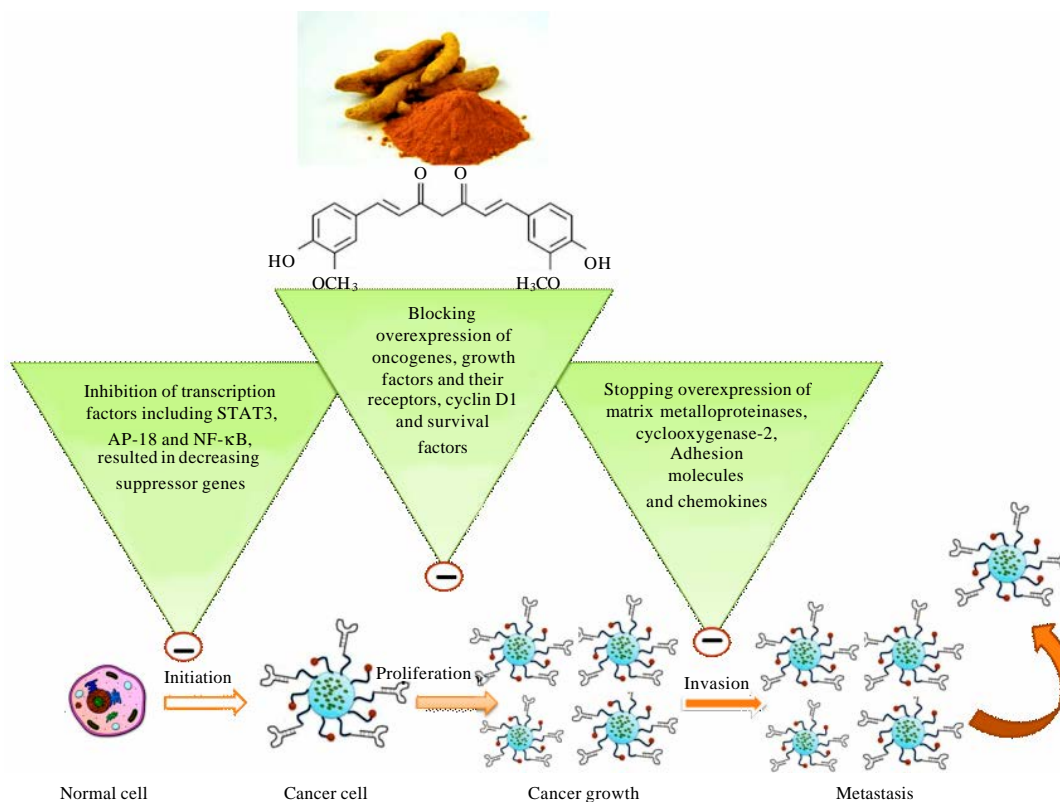 O O
HO
OCH3
H3CO
OH
Blocking
overexpression of
oncogenes, growth
factors and their
receptors, cyclin D1
and survival
factors
Inhibition of transcription
factors including STAT3,
AP-18 and NF-κB,
resulted in decreasing
suppressor genes
Stopping overexpression of
matrix metalloproteinases,
cyclooxygenase-2,
Adhesion
molecules
and chemokines
Initiation
Proliferation
Invasion
Normal cell
Cancer cell
Cancer growth
Metastasis